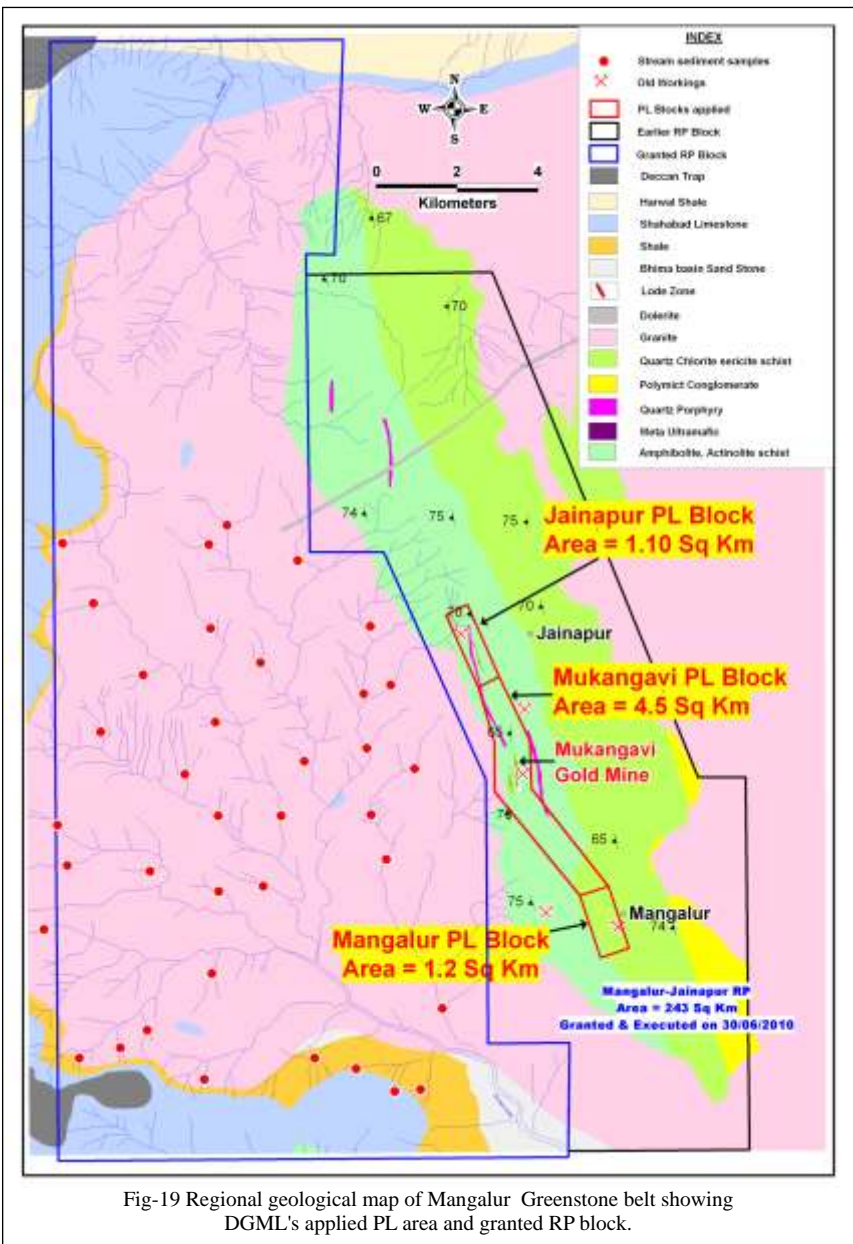 INDEX
Stream sediment samples
Old Workings
PL Blocks applied
Earlier RP Block
Granted RP Block
Deccan Trap
Harwal Shale
Shahabad Limestone
Shale
Bhima basin Sand Stone
Lode Zone
Dolerite
Granite
Quartz Chlorite sericite schist
Polymict Conglomerate
Quartz Porphyry
Meta Ultramafic
Amphibolite, Actinolite schist
N
W E
S
0 2 4
Kilometers
67
70
70
74
75
75
Jainapur PL Block
Area = 1.10 Sq Km
70
Jainapur
Mukangavi PL Block
Area = 4.5 Sq Km
65
Mukangavi
Gold Mine
65
75
Mangalur
74
Mangalur PL Block
Area = 1.2 Sq Km
Mangalur-Jainapur RP
Area = 243 Sq Km
Granted & Executed on 30/06/2010
Fig-19 Regional geological map of Mangalur Greenstone belt showing
DGML's applied PL area and granted RP block.